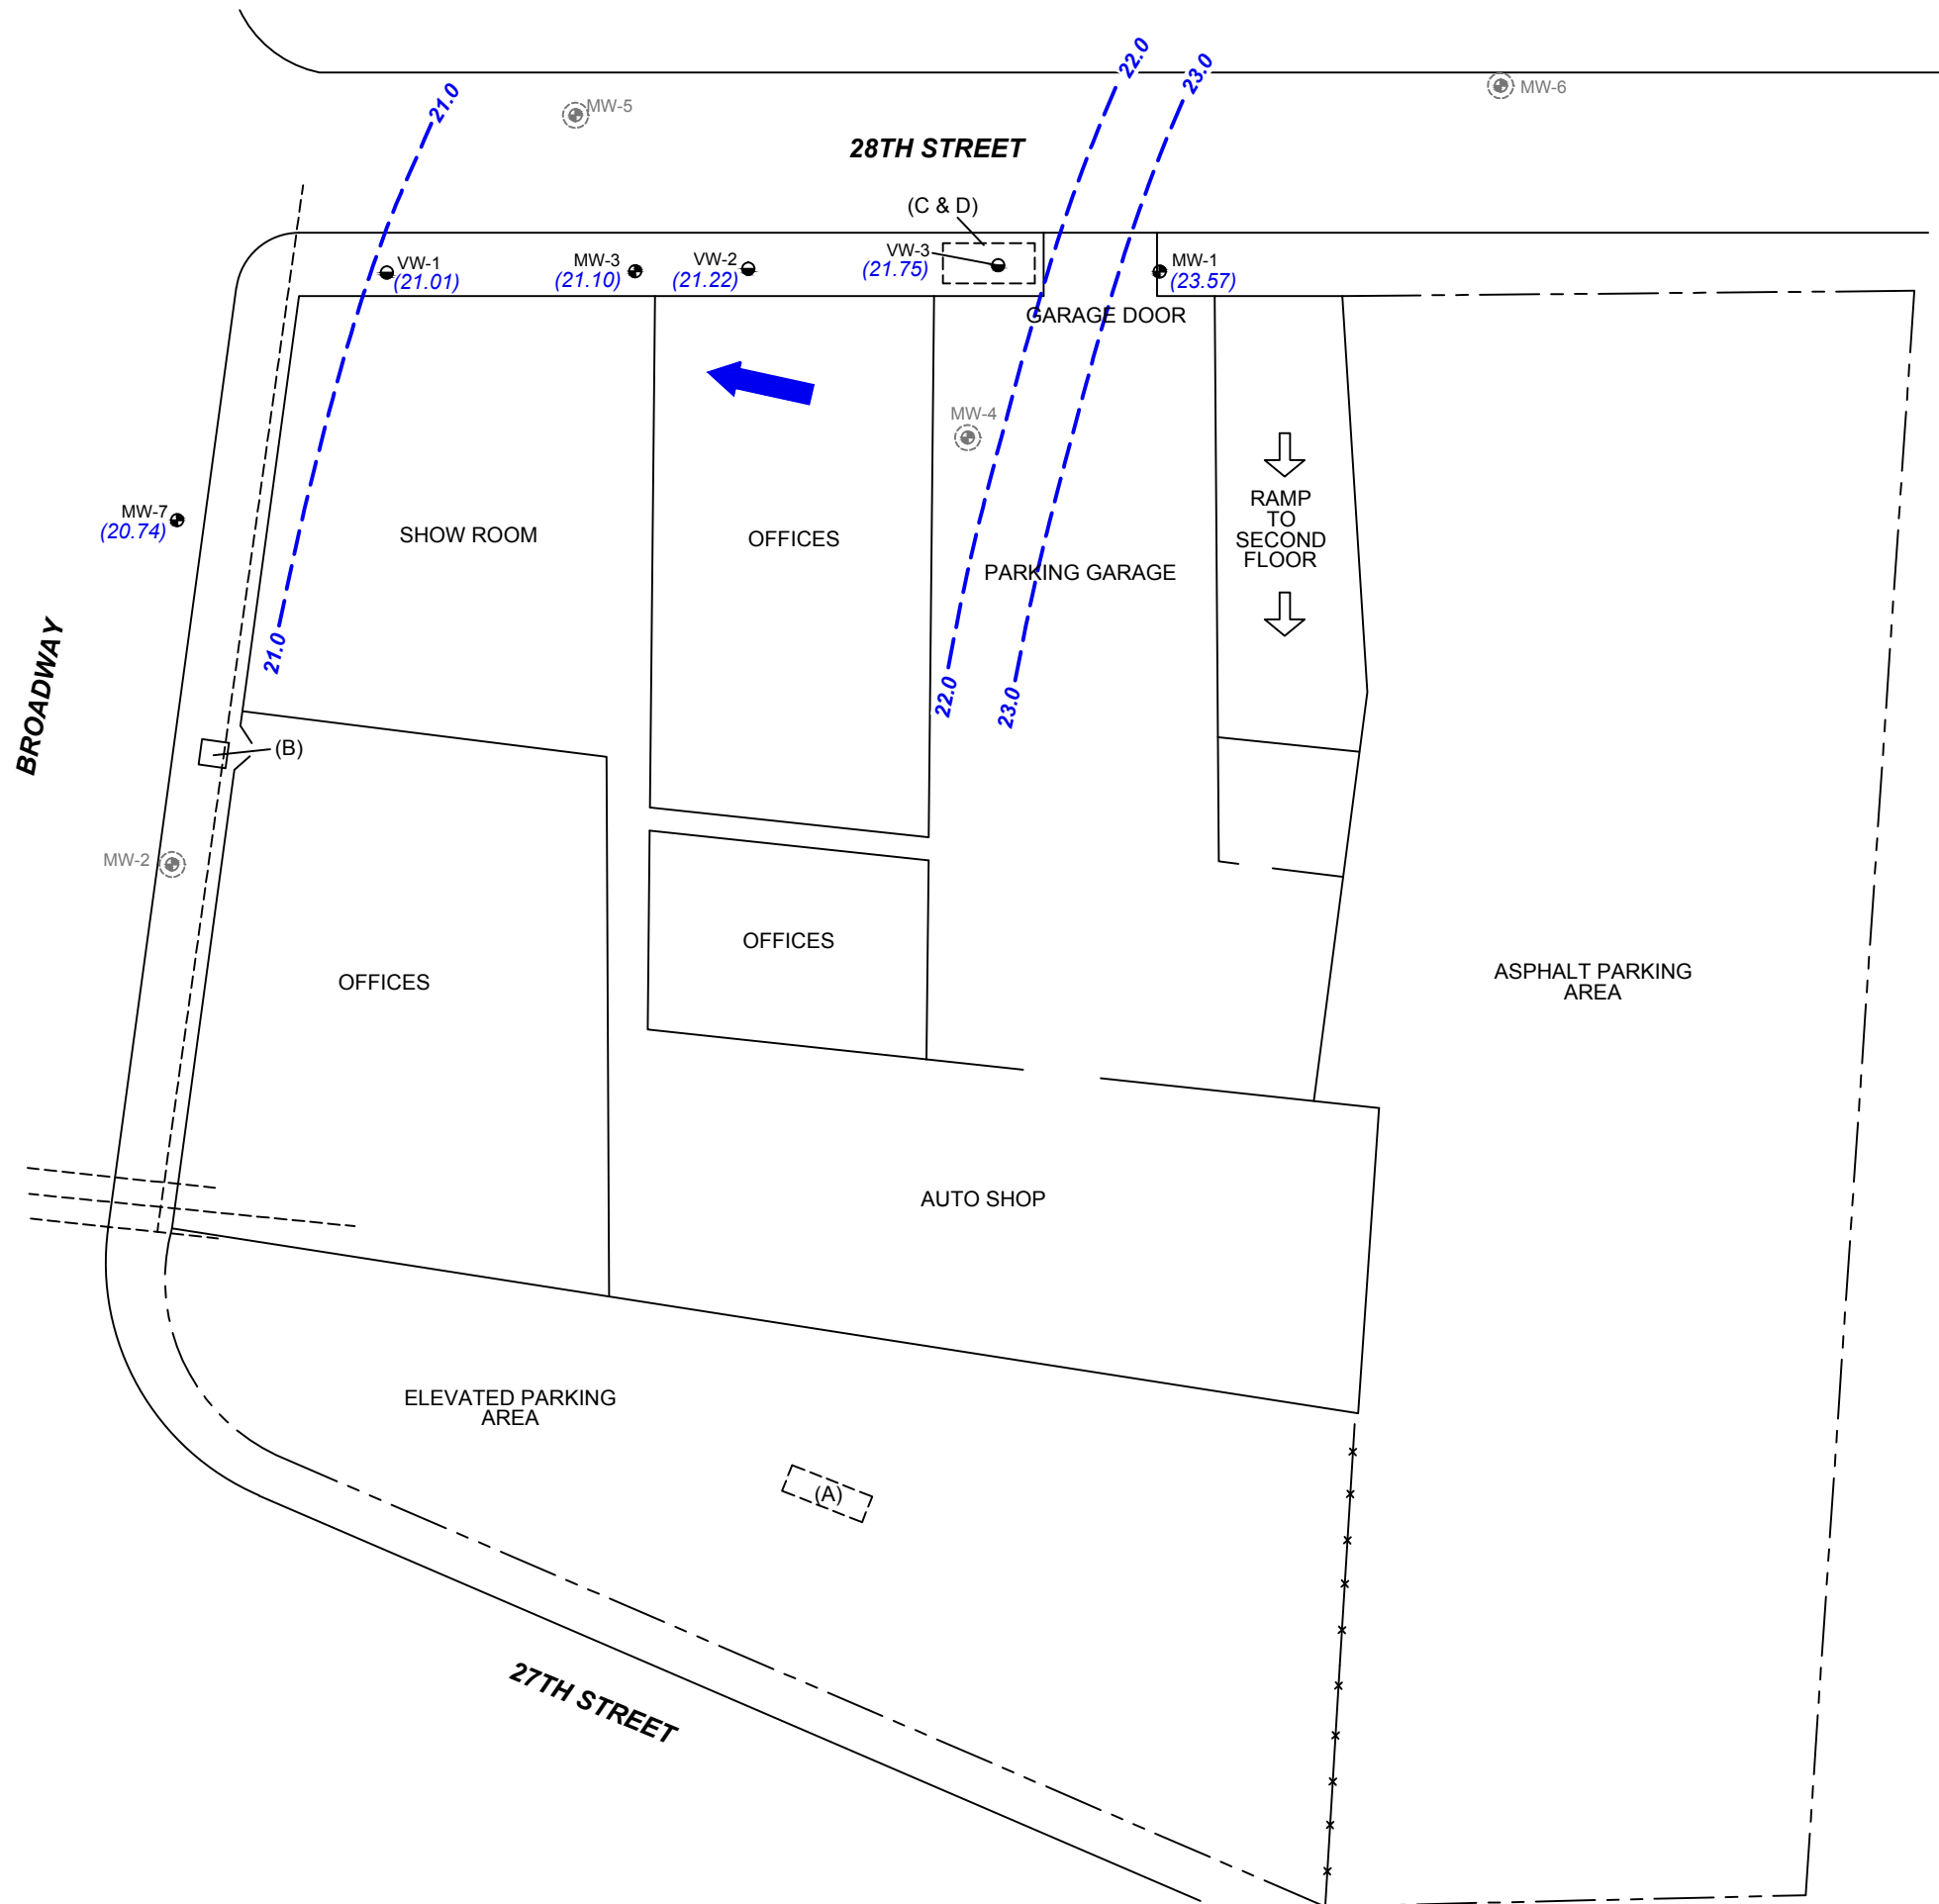 22.0
23.0
21.0
MW-5
MW-6
28TH STREET
(C & D)
VW-1
(21.01)
MW-3
(21.10)
VW-2
(21.22)
VW-3
(21.75)
MW-1
(23.57)
GARAGE DOOR
MW-4
MW-7
(20.74)
SHOW ROOM
OFFICES
PARKING GARAGE
RAMP
TO
SECOND
FLOOR
21.0
22.0
23.0
BROADWAY
(B)
MW-2
OFFICES
OFFICES
ASPHALT PARKING
AREA
AUTO SHOP
ELEVATED PARKING
AREA
(A)
27TH STREET